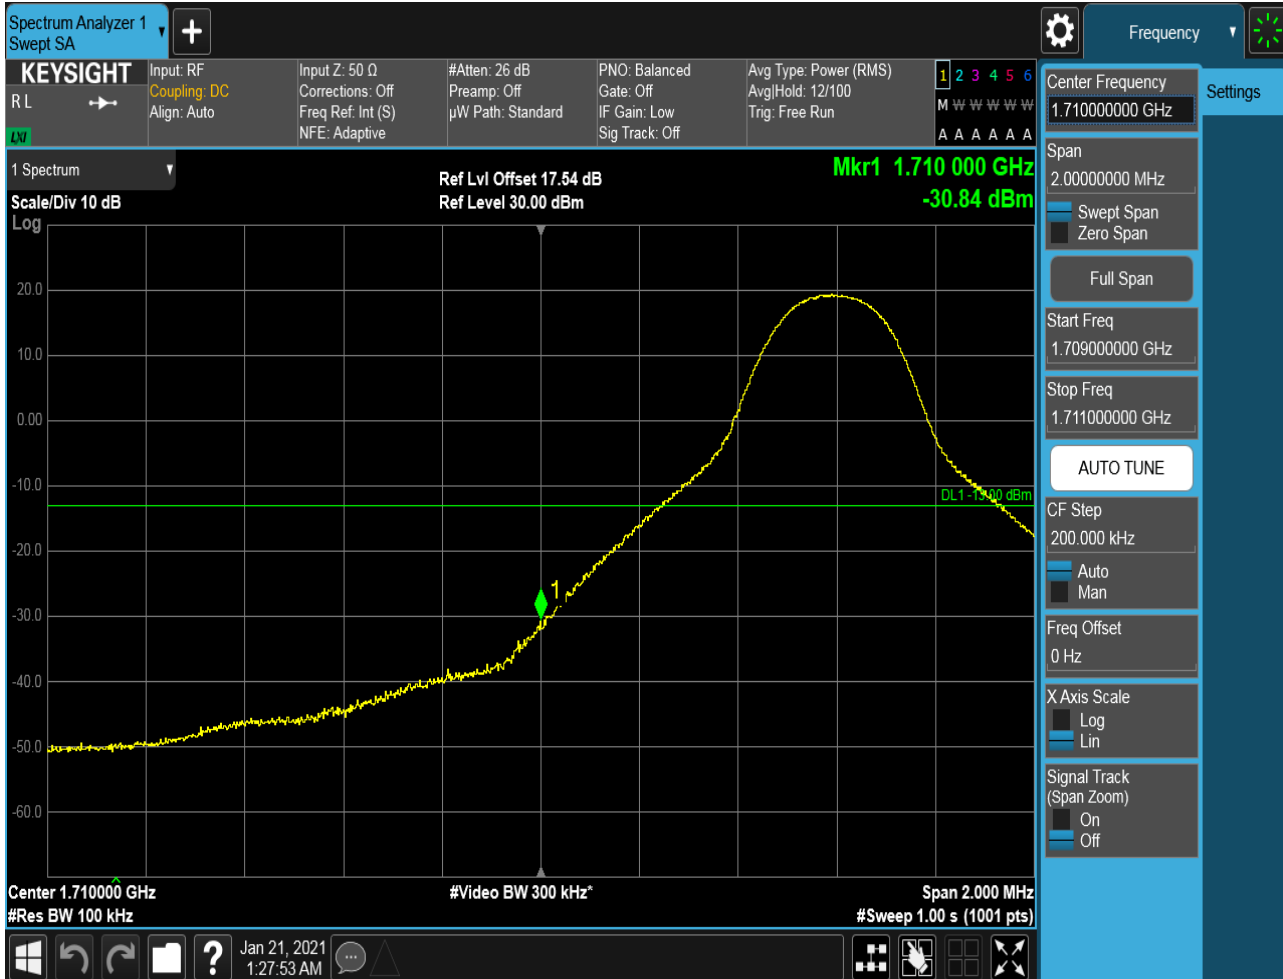 Spectrum Analyzer 1
Swept SA
Frequency
KEYSIGHT
R L
LXI
Input: RF
Coupling: DC
Align: Auto
Input Z: 50 Ω
Corrections: Off
Freq Ref: Int (S)
NFE: Adaptive
#Atten: 26 dB
Preamp: Off
µW Path: Standard
PNO: Balanced
Gate: Off
IF Gain: Low
Sig Track: Off
Avg Type: Power (RMS)
Avg|Hold: 12/100
Trig: Free Run
1 2 3 4 5 6
M W W W W W
A A A A A A
1 Spectrum
Scale/Div 10 dB
Log
Ref Lvl Offset 17.54 dB
Ref Level 30.00 dBm
Mkr1 1.710 000 GHz
-30.84 dBm
20.0
10.0
0.00
-10.0
-20.0
-30.0
-40.0
-50.0
-60.0
DL1 -13.00 dBm
1
Center 1.710000 GHz
#Res BW 100 kHz
#Video BW 300 kHz*
Span 2.000 MHz
#Sweep 1.00 s (1001 pts)
Center Frequency
1.710000000 GHz
Span
2.00000000 MHz
Swept Span
Zero Span
Full Span
Start Freq
1.709000000 GHz
Stop Freq
1.711000000 GHz
AUTO TUNE
CF Step
200.000 kHz
Auto
Man
Freq Offset
0 Hz
X Axis Scale
Log
Lin
Signal Track
(Span Zoom)
On
Off
Settings
?
Jan 21, 2021
1:27:53 AM